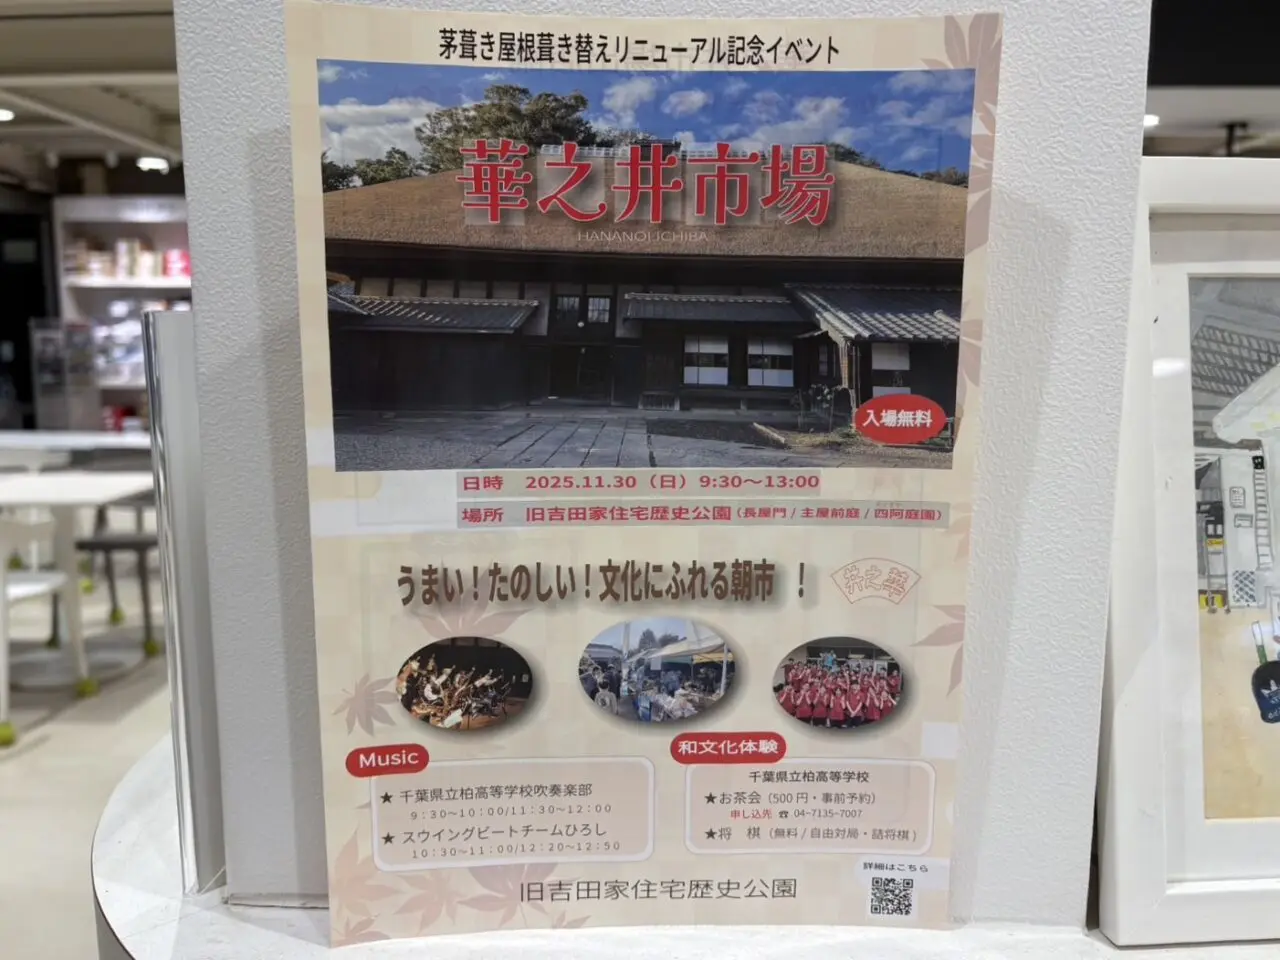 茅葺き屋根葺き替えリニューアル記念イベント
華之井市場
HANANOI ICHIBA
入場無料
日時 2025.11.30（日）9:30～13:00
場所 旧吉田家住宅歴史公園（長屋門 / 主屋前庭 / 四阿庭園）
うまい！たのしい！文化にふれる朝市 ！
井之華
Music
★ 千葉県立柏高等学校吹奏楽部
9：30～10：00/11：30～12：00
★ スウイングビートチームひろし
10：30～11：00/12：20～12：50
和文化体験
千葉県立柏高等学校
★お茶会（500 円・事前予約）
申し込先 ☎ 04-7135-7007
★将 棋（無料 / 自由対局・詰将棋）
詳細はこちら
旧吉田家住宅歴史公園